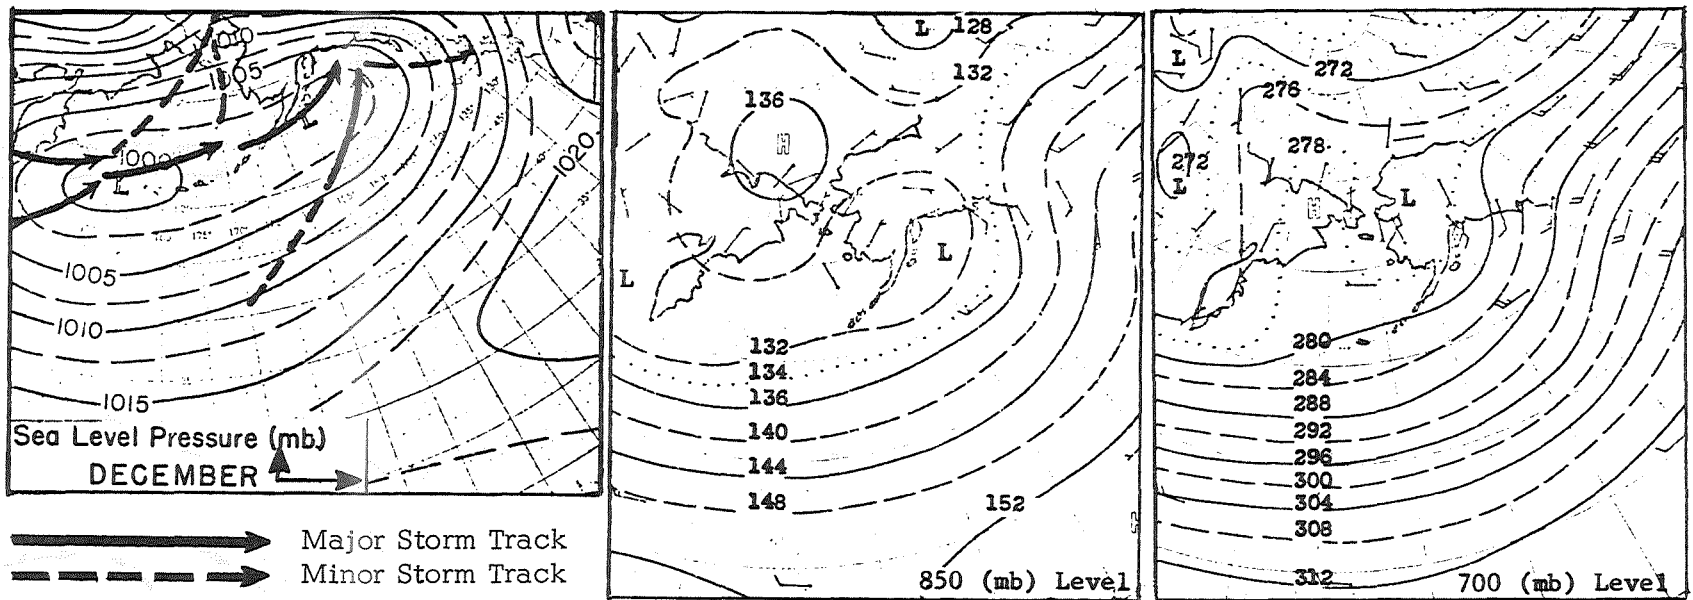 1010
1005
1000
L
L
1020
1005
1010
1015
Sea Level Pressure (mb)
DECEMBER
Major Storm Track
Minor Storm Track
L 128
132
136
H
L
L
132
134
136
140
144
148
152
H
850 (mb) Level
L
272
276
278
272
L
L
H
280
284
288
292
296
300
304
308
312
700 (mb) Level